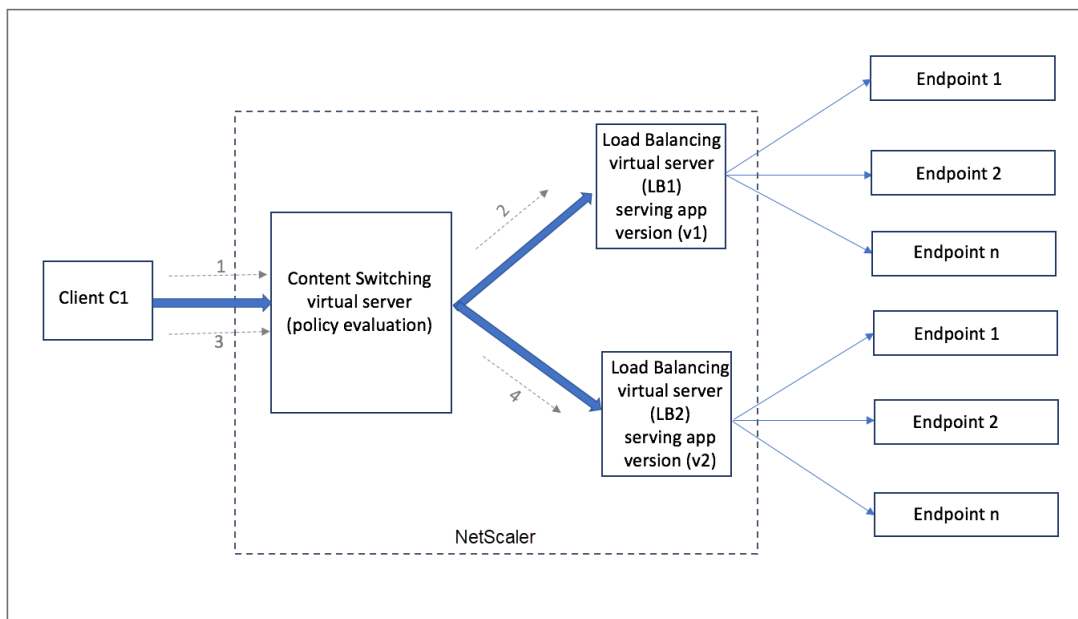 Client C1
1
3
Content Switching
virtual server
(policy evaluation)
2
4
Load Balancing
virtual server
(LB1)
serving app
version (v1)
Load Balancing
virtual server
(LB2)
serving app
version (v2)
NetScaler
Endpoint 1
Endpoint 2
Endpoint n
Endpoint 1
Endpoint 2
Endpoint n